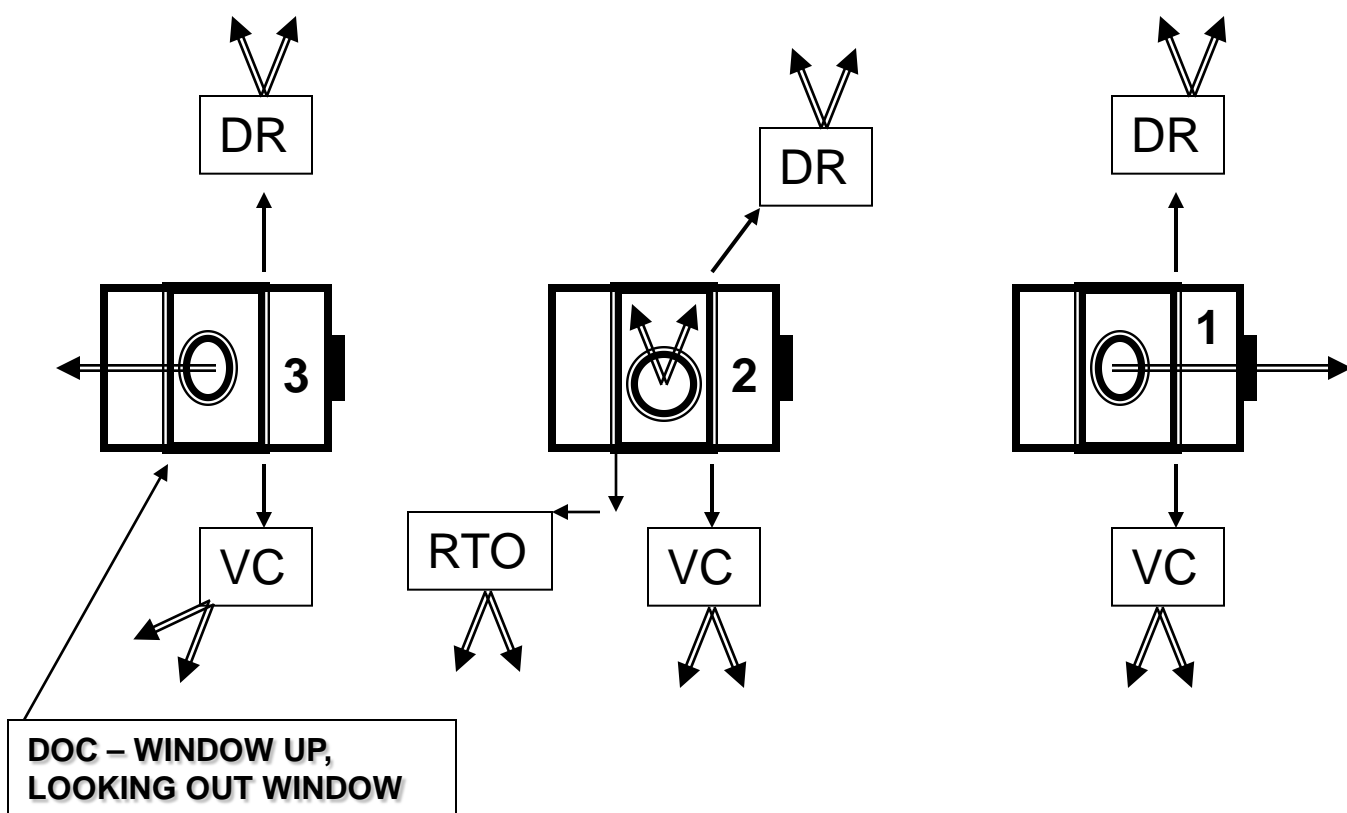 DR
DR
DR
3
2
1
VC
RTO
VC
VC
DOC – WINDOW UP,
LOOKING OUT WINDOW